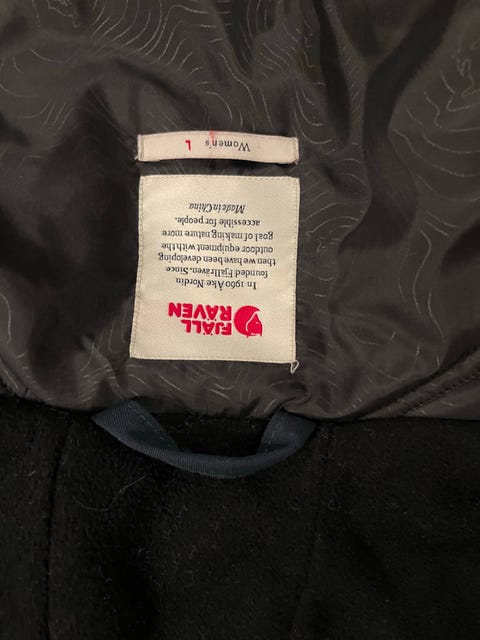 FJÄLL
RÄVEN
In 1960 Åke Nordin
founded Fjällräven. Since
then we have been developing
outdoor equipment with the
goal of making nature more
accessible for people.
Made in China
Women's L